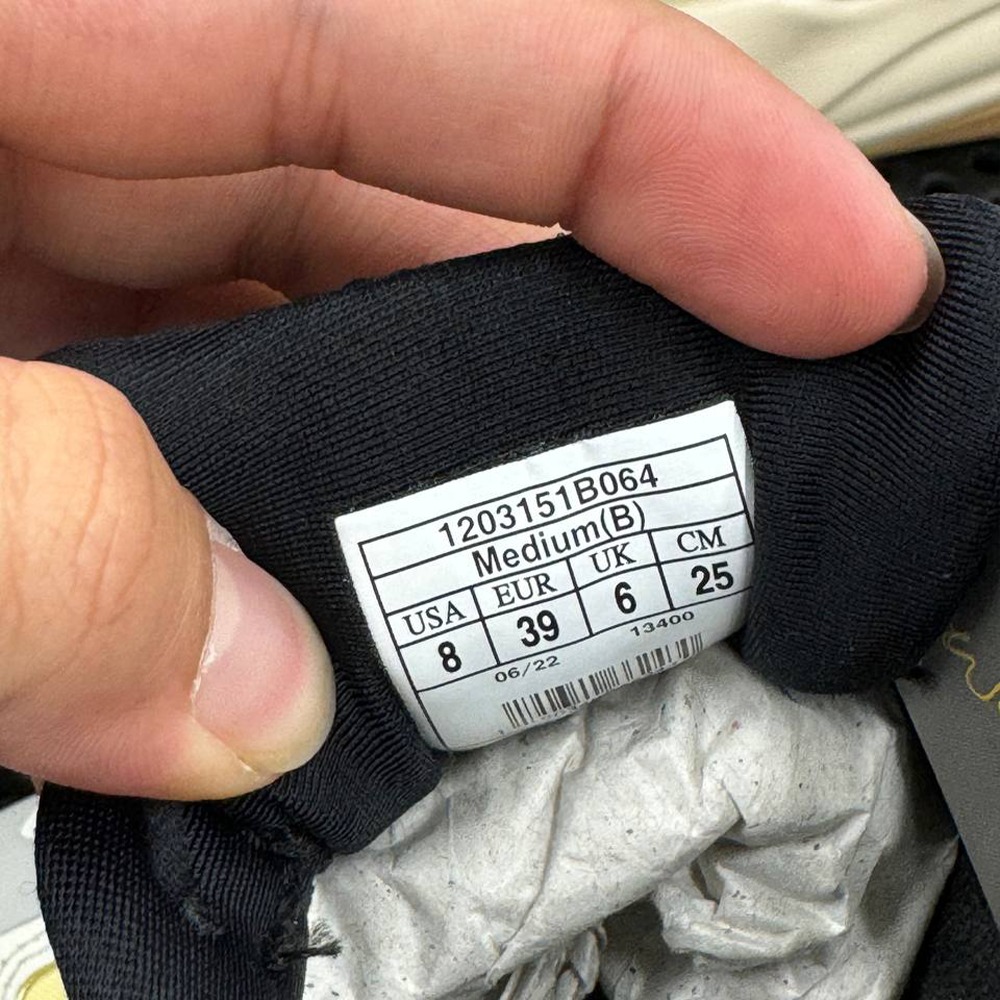 1203151B064
Medium(B)
USA EUR UK CM
8 39 6 25
06/22 13400